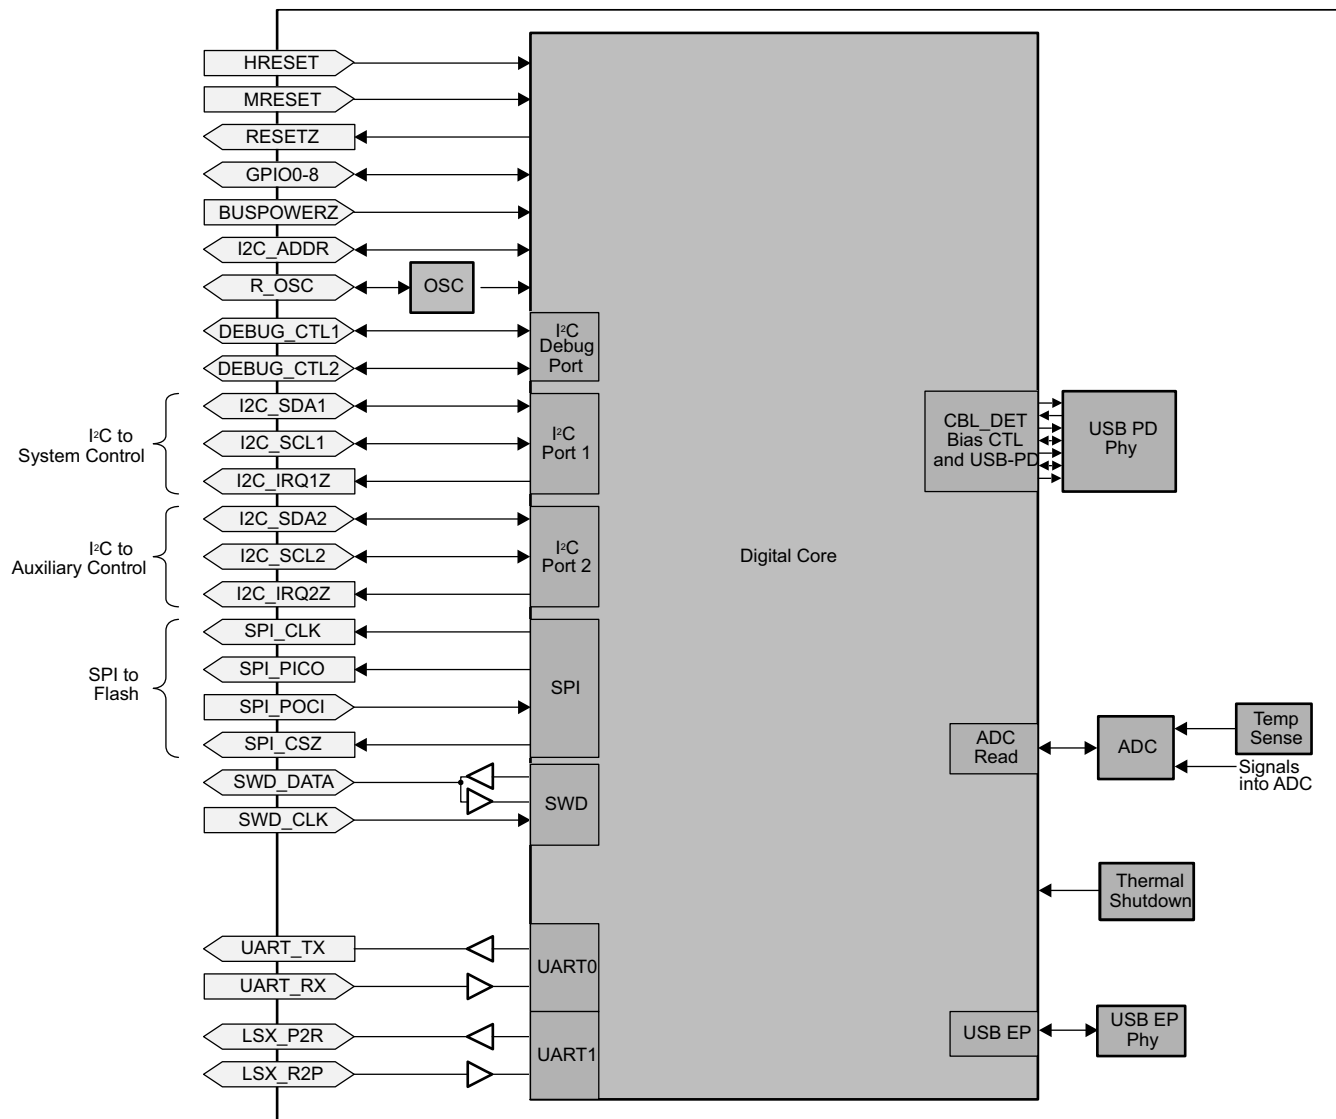 HRESET
MRESET
RESETZ
GPIO0-8
BUSPOWERZ
I2C_ADDR
R_OSC
OSC
DEBUG_CTL1
DEBUG_CTL2
I²C
Debug
Port
I²C to
System Control
I2C_SDA1
I2C_SCL1
I2C_IRQ1Z
I²C
Port 1
I²C to
Auxiliary Control
I2C_SDA2
I2C_SCL2
I2C_IRQ2Z
I²C
Port 2
SPI to
Flash
SPI_CLK
SPI_PICO
SPI_POCI
SPI_CSZ
SPI
SWD_DATA
SWD_CLK
SWD
UART_TX
UART_RX
UART0
LSX_P2R
LSX_R2P
UART1
Digital Core
CBL_DET
Bias CTL
and USB-PD
USB PD
Phy
ADC
Read
ADC
Temp
Sense
Signals
into ADC
Thermal
Shutdown
USB EP
USB EP
Phy